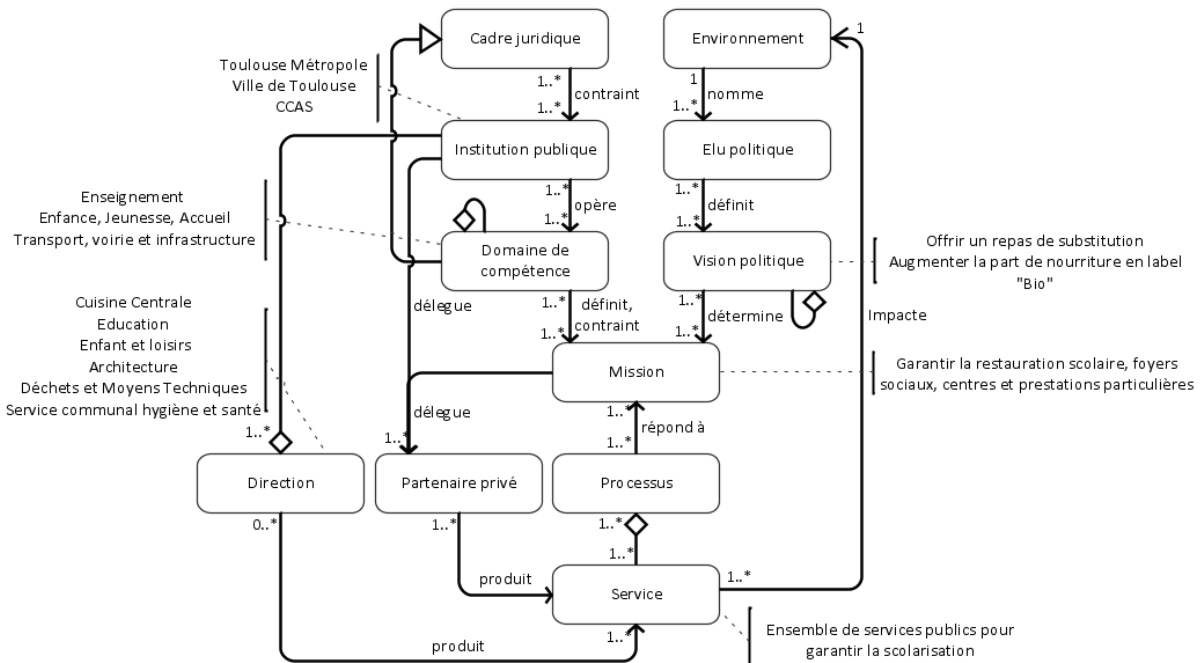 Cadre juridique
Environnement
1
Toulouse Métropole
Ville de Toulouse
CCAS
1..*
contraint
1..*
1
nomme
1..*
Institution publique
Elu politique
Enseignement
Enfance, Jeunesse, Accueil
Transport, voirie et infrastructure
1..*
opère
1..*
1..*
définit
1..*
Domaine de
compétence
Vision politique
Offrir un repas de substitution
Augmenter la part de nourriture en label
"Bio"
Cuisine Centrale
Education
Enfant et loisirs
Architecture
Déchets et Moyens Techniques
Service communal hygiène et santé
délegue
1..*
définit,
contraint
1..*
1..*
détermine
1..*
Impacte
Mission
Garantir la restauration scolaire, foyers
sociaux, centres et prestations particulières
1..*
délegue
1..*
1..*
répond à
1..*
Direction
Partenaire privé
Processus
0..*
1..*
1..*
1..*
produit
Service
1..*
produit
1..*
Ensemble de services publics pour
garantir la scolarisation